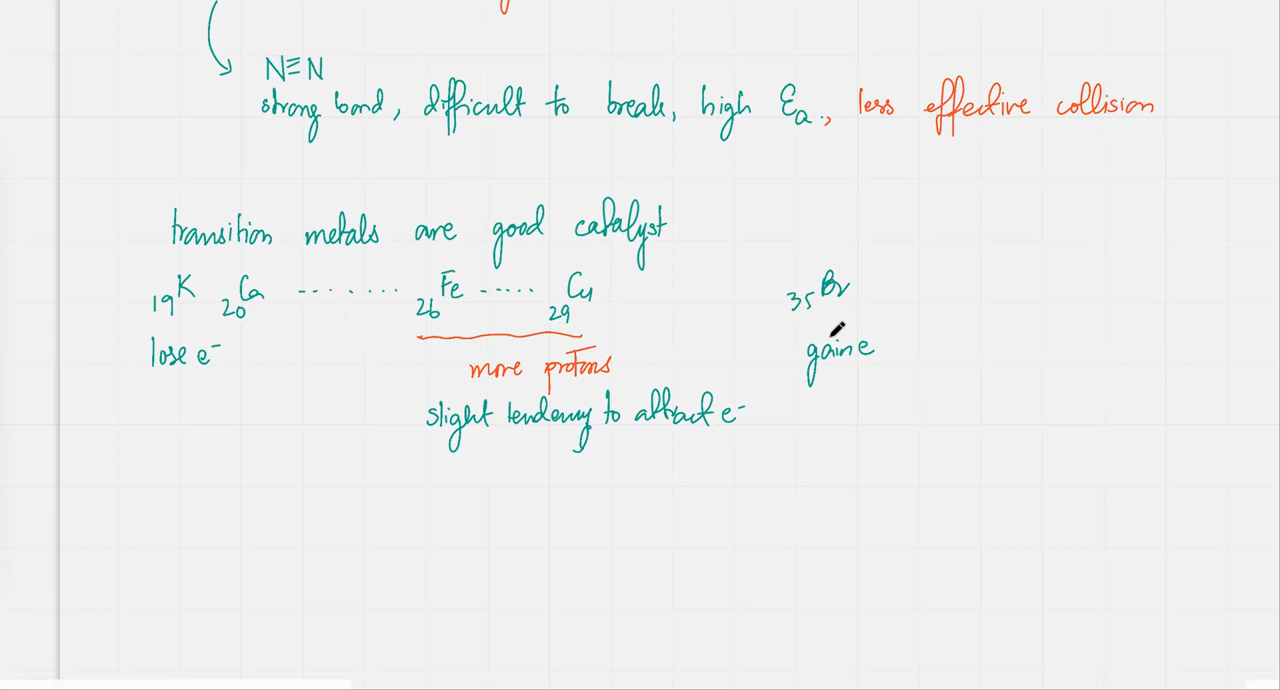 N≡N
strong bond, difficult to break, high Ea., less effective collision
transition metals are good catalyst
19K 20Ca ........ 26Fe ..... 29Cu 35Br
lose e- more protons gain e
slight tendency to attract e-